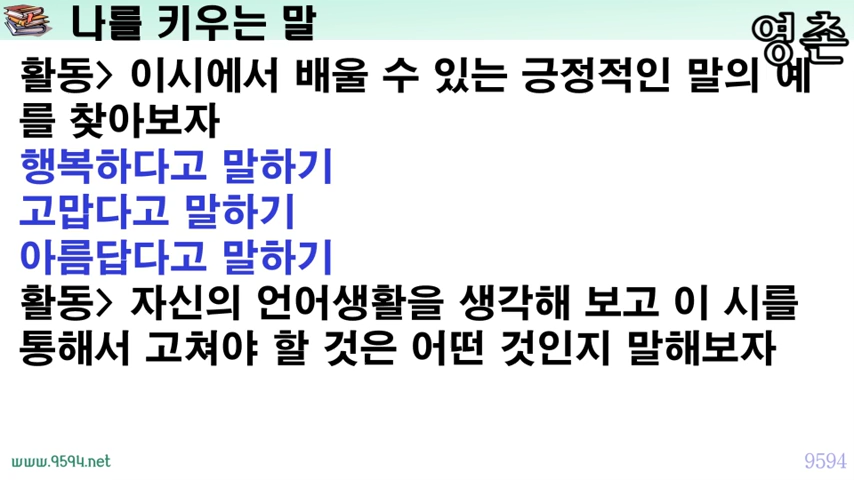 나를 키우는 말
영촌
활동> 이시에서 배울 수 있는 긍정적인 말의 예
를 찾아보자
행복하다고 말하기
고맙다고 말하기
아름답다고 말하기
활동> 자신의 언어생활을 생각해 보고 이 시를
통해서 고쳐야 할 것은 어떤 것인지 말해보자
www.9594.net
9594